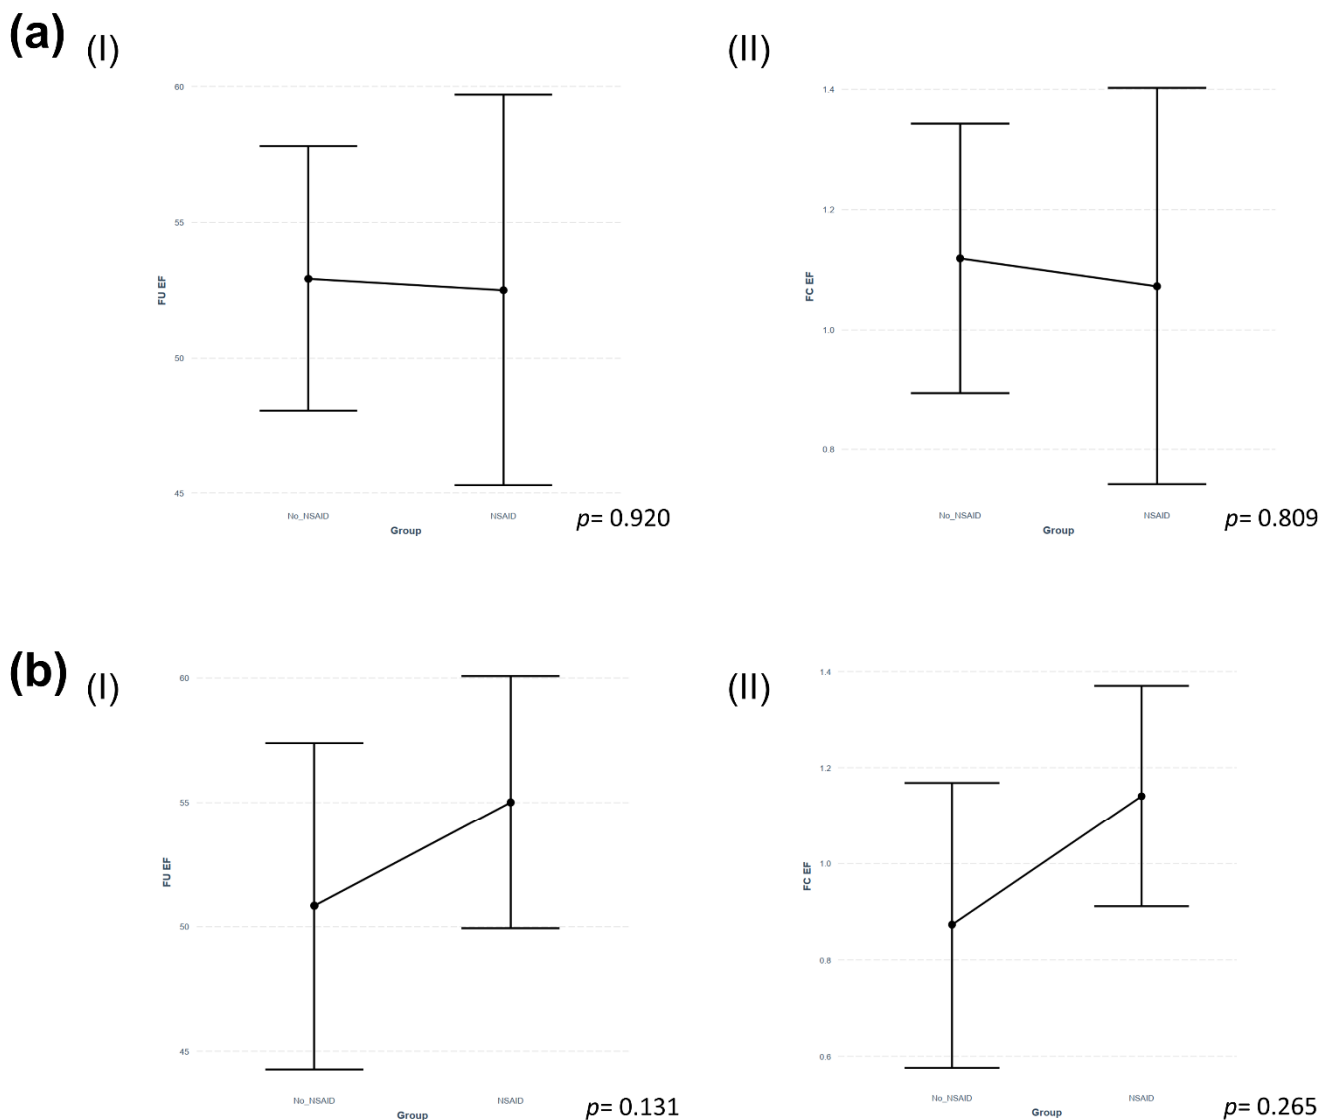 (a) (I)
60
55
50
45
FU EF
No_NSAID NSAID
Group
p= 0.920
(II)
1.4
1.2
1.0
0.8
FC EF
No_NSAID NSAID
Group
p= 0.809
(b) (I)
60
55
50
45
FU EF
No_NSAID NSAID
Group
p= 0.131
(II)
1.4
1.2
1.0
0.8
0.6
FC EF
No_NSAID NSAID
Group
p= 0.265